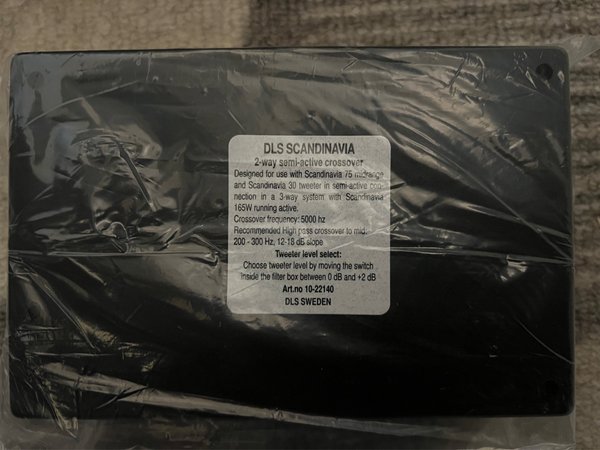 DLS SCANDINAVIA
2-way semi-active crossover
Designed for use with Scandinavia 75 midrange
and Scandinavia 30 tweeter in semi-active con-
nection in a 3-way system with Scandinavia
165W running active.
Crossover frequency: 5000 hz
Recommended High pass crossover to mid:
200 - 300 Hz, 12-18 dB slope
Tweeter level select:
Choose tweeter level by moving the switch
inside the filter box between 0 dB and +2 dB
Art.no 10-22140
DLS SWEDEN